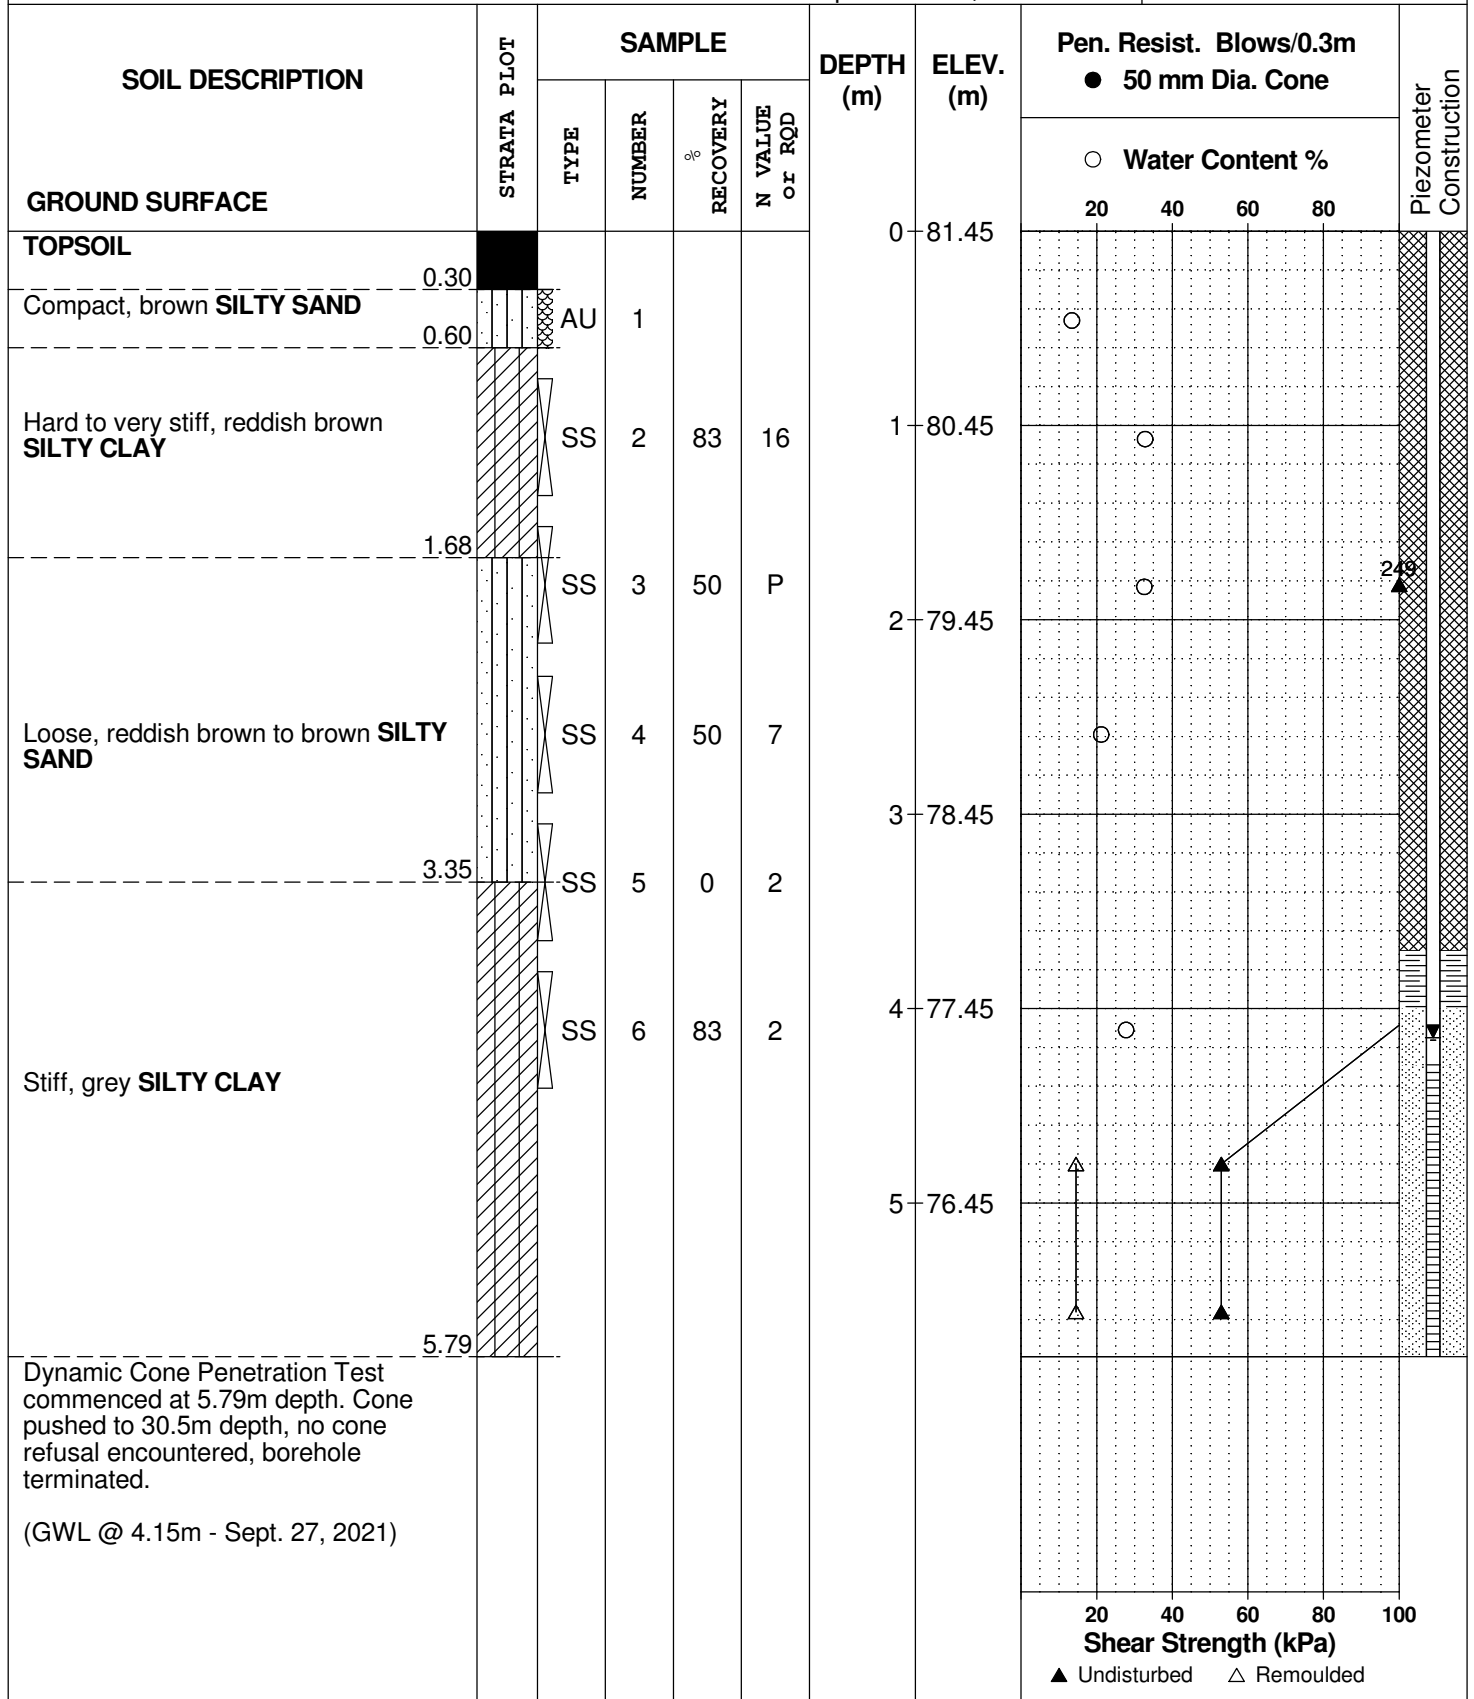 SOIL DESCRIPTION
GROUND SURFACE
STRATA PLOT
SAMPLE
TYPE
NUMBER
% RECOVERY
N VALUE or RQD
DEPTH (m)
ELEV. (m)
Pen. Resist. Blows/0.3m
● 50 mm Dia. Cone
○ Water Content %
20 40 60 80
Piezometer Construction
TOPSOIL
0.30
0 81.45
Compact, brown SILTY SAND
0.60
AU 1
Hard to very stiff, reddish brown
SILTY CLAY
1.68
SS 2 83 16
1 80.45
SS 3 50 P
249
2 79.45
Loose, reddish brown to brown SILTY
SAND
3.35
SS 4 50 7
3 78.45
SS 5 0 2
4 77.45
SS 6 83 2
Stiff, grey SILTY CLAY
5.79
5 76.45
Dynamic Cone Penetration Test
commenced at 5.79m depth. Cone
pushed to 30.5m depth, no cone
refusal encountered, borehole
terminated.
(GWL @ 4.15m - Sept. 27, 2021)
20 40 60 80 100
Shear Strength (kPa)
▲ Undisturbed △ Remoulded